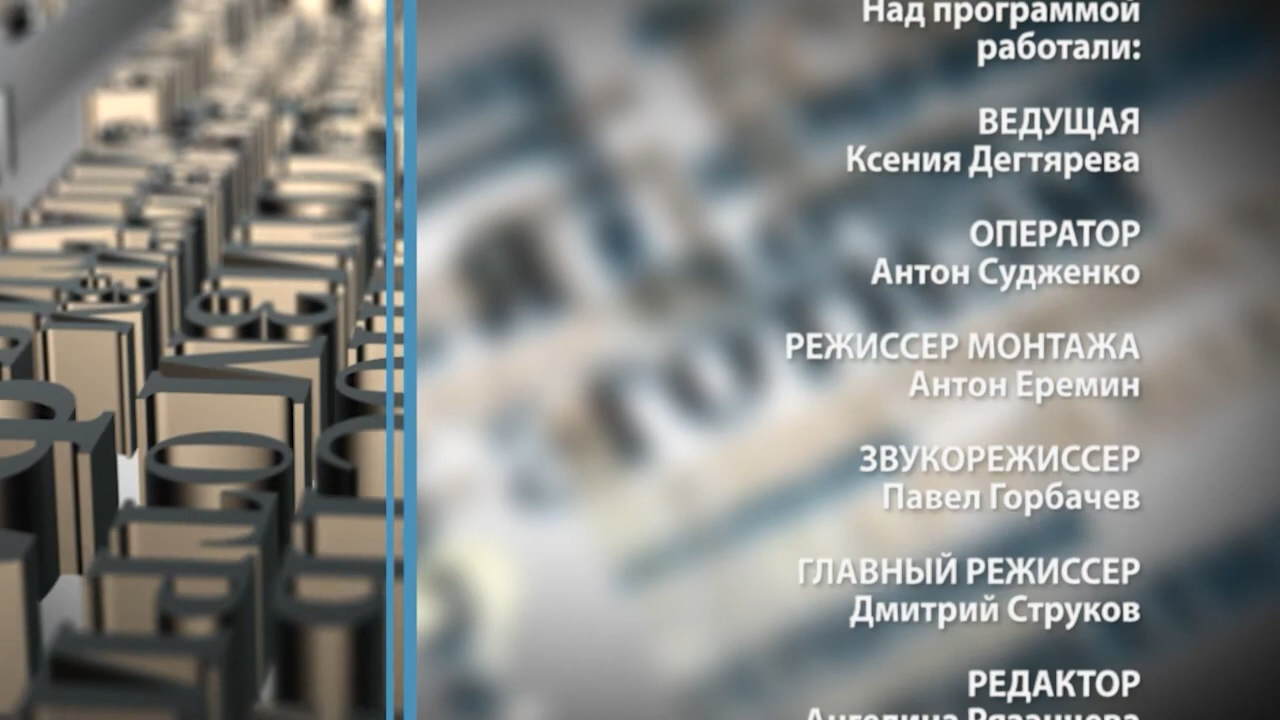 Над программой
работали:
ВЕДУЩАЯ
Ксения Дегтярева
ОПЕРАТОР
Антон Судженко
РЕЖИССЕР МОНТАЖА
Антон Еремин
ЗВУКОРЕЖИССЕР
Павел Горбачев
ГЛАВНЫЙ РЕЖИССЕР
Дмитрий Струков
РЕДАКТОР
Ангелина